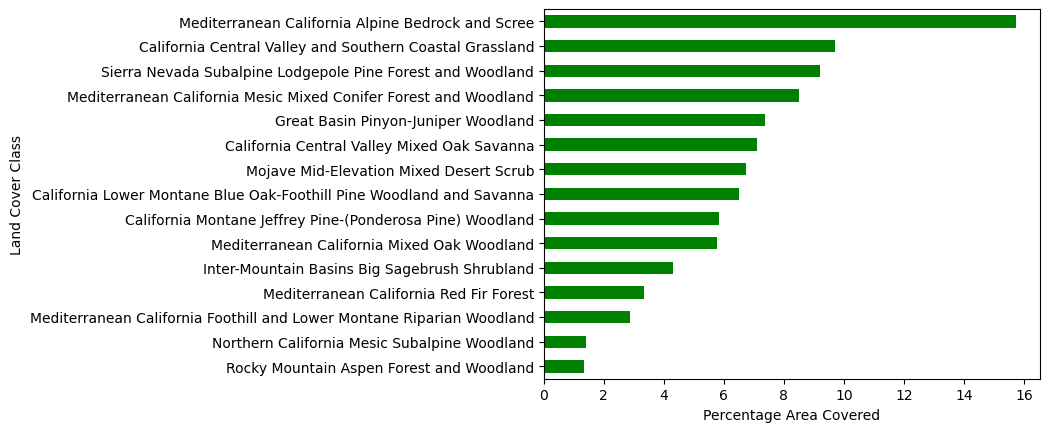 Land Cover Class
Mediterranean California Alpine Bedrock and Scree
California Central Valley and Southern Coastal Grassland
Sierra Nevada Subalpine Lodgepole Pine Forest and Woodland
Mediterranean California Mesic Mixed Conifer Forest and Woodland
Great Basin Pinyon-Juniper Woodland
California Central Valley Mixed Oak Savanna
Mojave Mid-Elevation Mixed Desert Scrub
California Lower Montane Blue Oak-Foothill Pine Woodland and Savanna
California Montane Jeffrey Pine-(Ponderosa Pine) Woodland
Mediterranean California Mixed Oak Woodland
Inter-Mountain Basins Big Sagebrush Shrubland
Mediterranean California Red Fir Forest
Mediterranean California Foothill and Lower Montane Riparian Woodland
Northern California Mesic Subalpine Woodland
Rocky Mountain Aspen Forest and Woodland
0 2 4 6 8 10 12 14 16
Percentage Area Covered